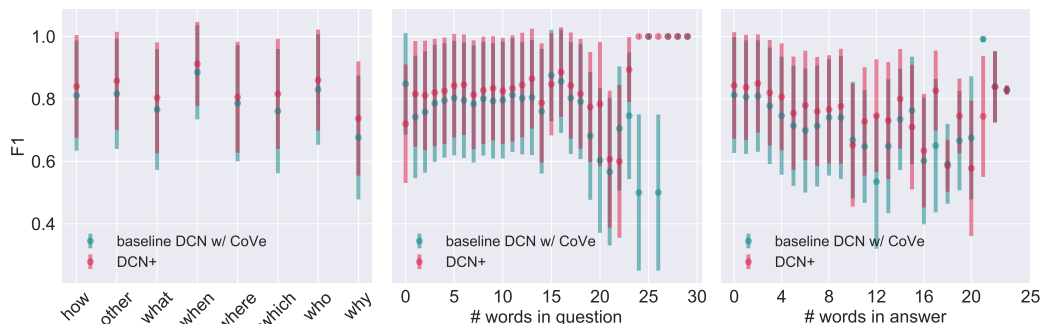 F1
1.0
0.8
0.6
0.4
baseline DCN w/ CoVe
DCN+
how
other
what
when
where
which
who
why
baseline DCN w/ CoVe
DCN+
0 5 10 15 20 25 30
# words in question
baseline DCN w/ CoVe
DCN+
0 4 8 12 16 20 25
# words in answer